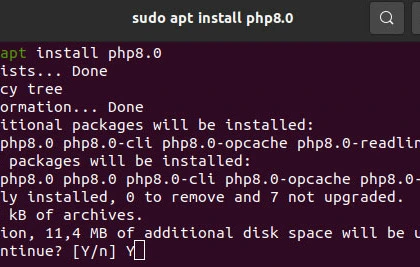 sudo apt install php8.0
apt install php8.0
ists... Done
cy tree
ormation... Done
itional packages will be installed:
php8.0 php8.0-cli php8.0-opcache php8.0-readlin
packages will be installed:
php8.0 php8.0 php8.0-cli php8.0-opcache php8.0-
ly installed, 0 to remove and 7 not upgraded.
kB of archives.
ion, 11,4 MB of additional disk space will be u
ntinue? [Y/n] Y